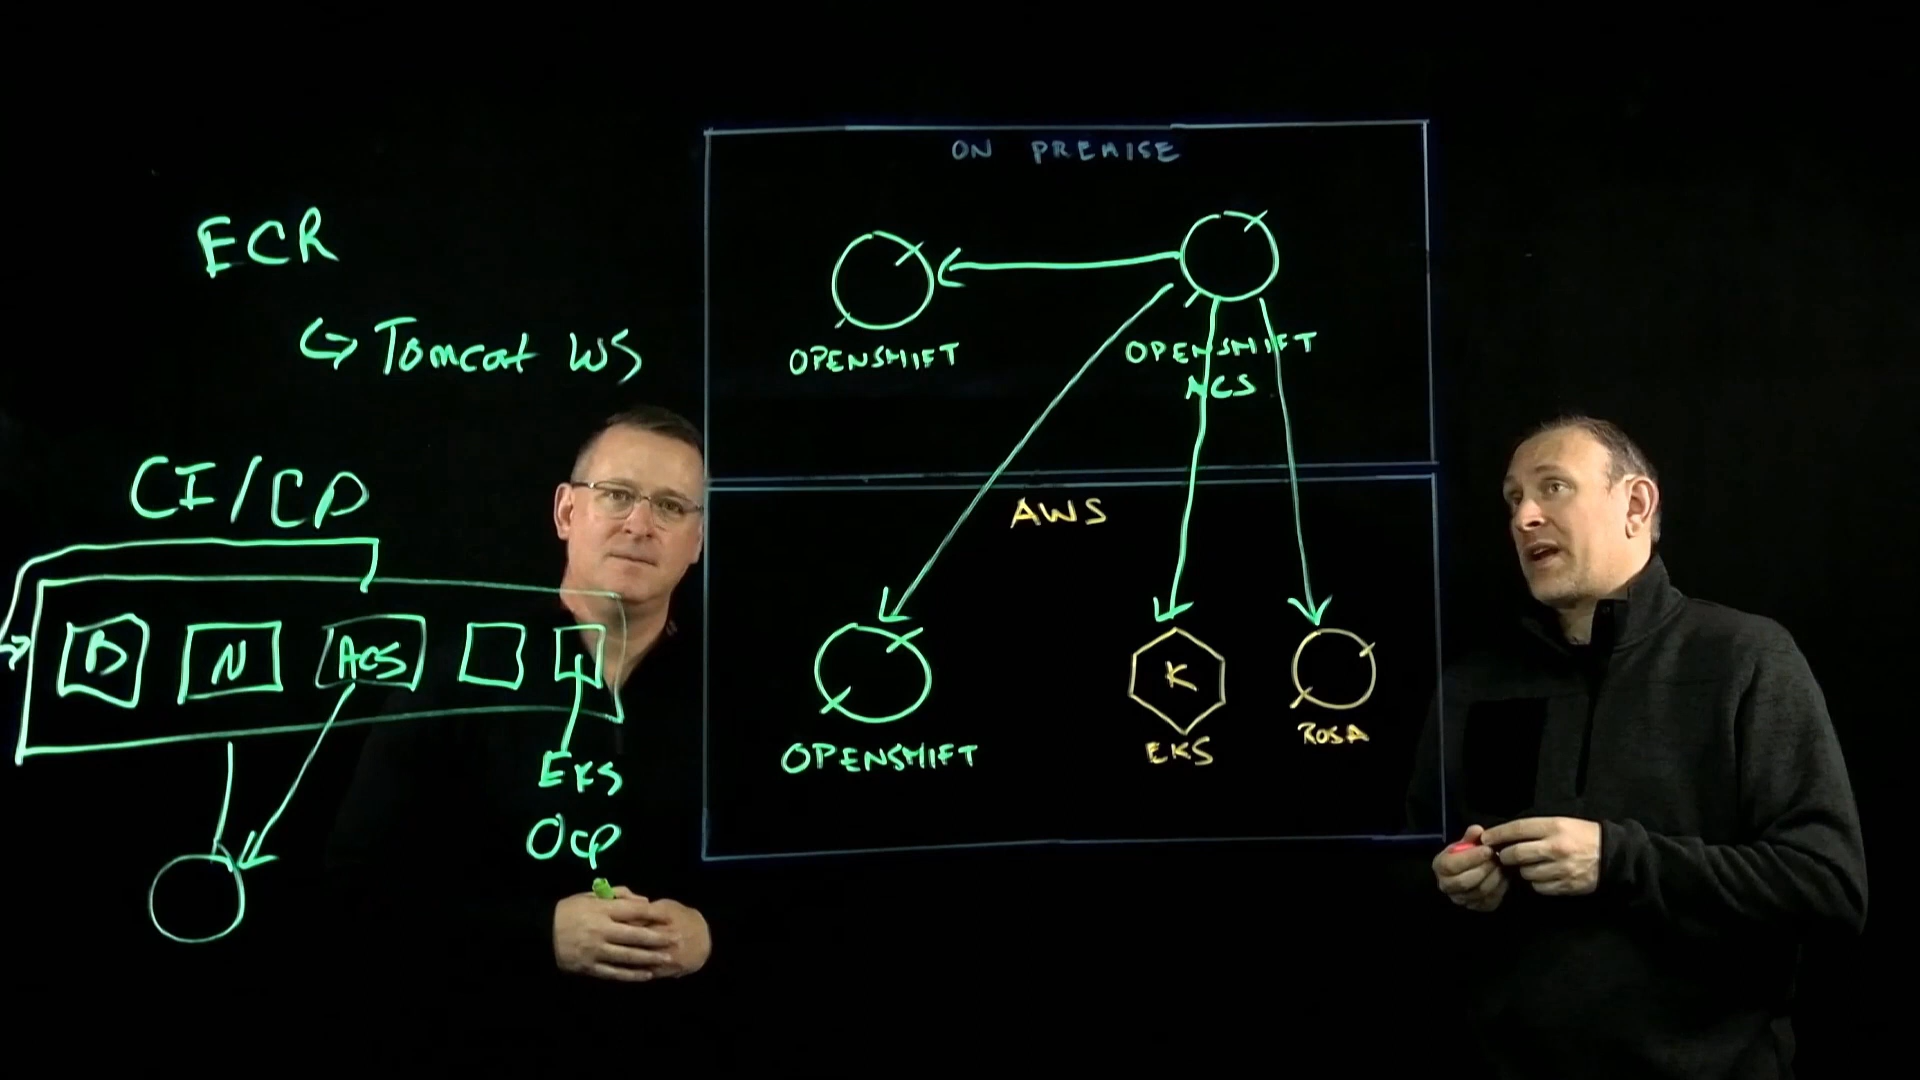 ECR
↳ Tomcat WS
CI/CD
B N ACS
EKS
OCP
ON PREMISE
OPENSHIFT
OPENSHIFT
ACS
AWS
OPENSHIFT
K
EKS
ROSA